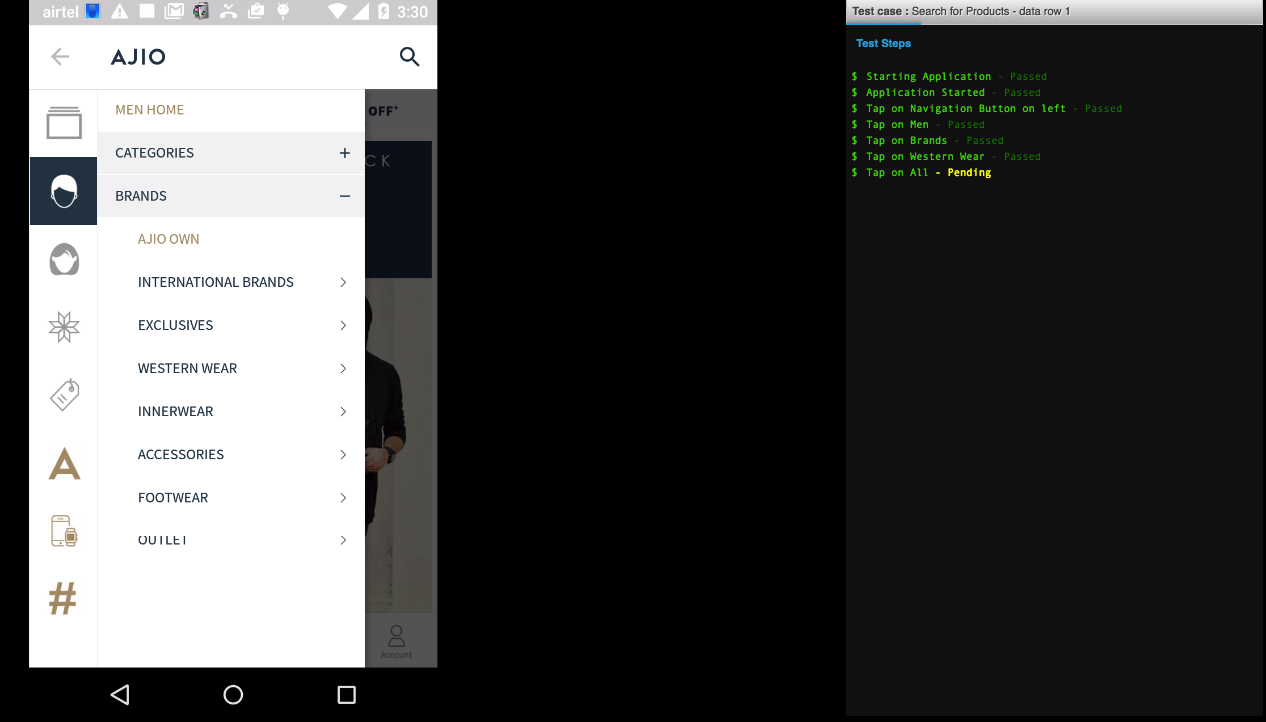 airtel 3:30
AJIO
MEN HOME
CATEGORIES
BRANDS
AJIO OWN
INTERNATIONAL BRANDS
EXCLUSIVES
WESTERN WEAR
INNERWEAR
ACCESSORIES
FOOTWEAR
OUTLET
OFF*
CK
Account
Test case : Search for Products - data row 1
Test Steps
$ Starting Application - Passed
$ Application Started - Passed
$ Tap on Navigation Button on left - Passed
$ Tap on Men - Passed
$ Tap on Brands - Passed
$ Tap on Western Wear - Passed
$ Tap on All - Pending